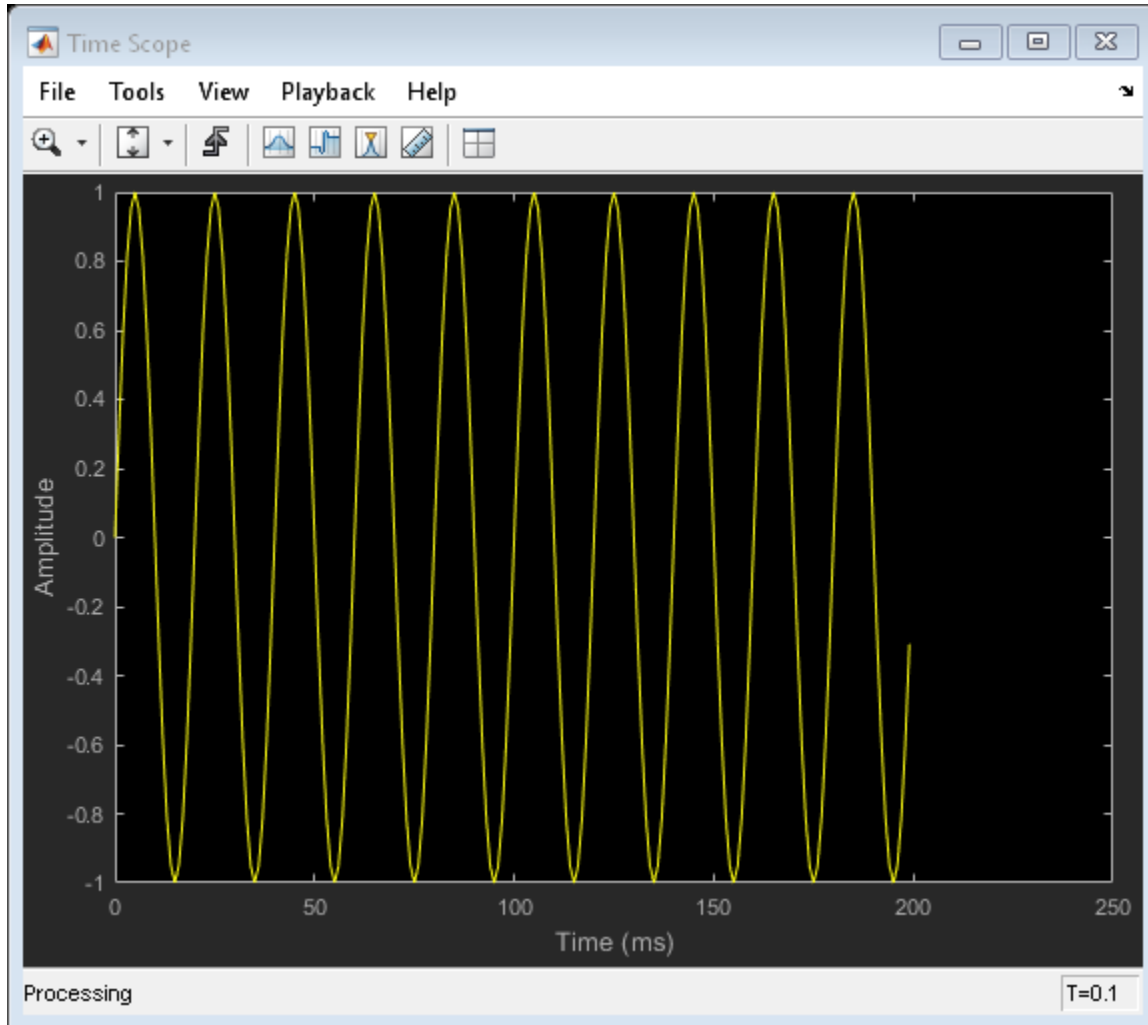 Time Scope
File Tools View Playback Help
1
0.8
0.6
0.4
0.2
0
-0.2
-0.4
-0.6
-0.8
-1
Amplitude
0 50 100 150 200 250
Time (ms)
Processing T=0.1